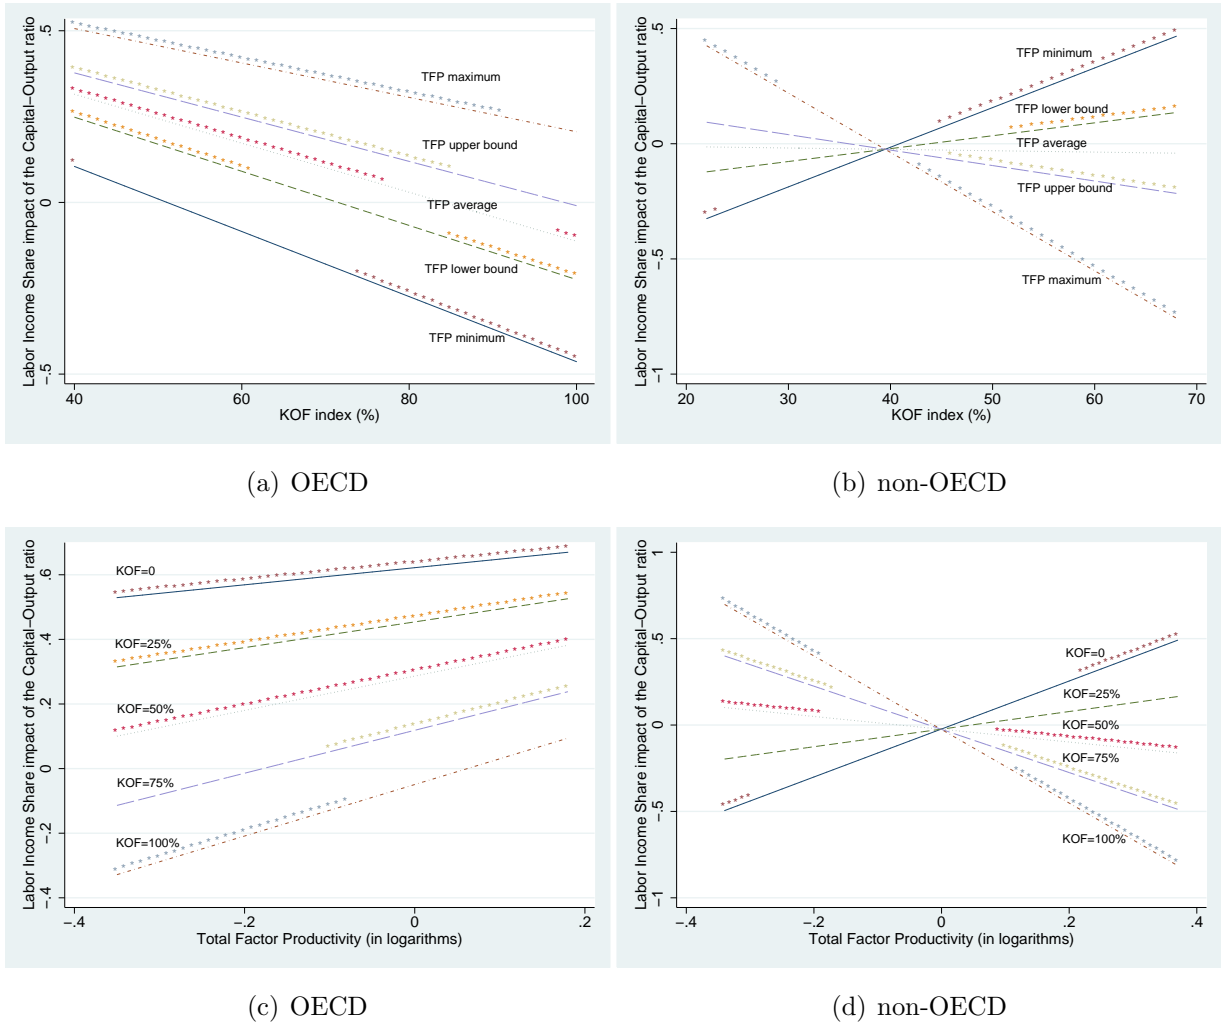 Labor Income Share impact of the Capital−Output ratio
.5
0
−.5
TFP maximum
TFP upper bound
TFP average
TFP lower bound
TFP minimum
40
60
80
100
KOF index (%)
(a) OECD
Labor Income Share impact of the Capital−Output ratio
.5
0
−.5
−1
TFP minimum
TFP lower bound
TFP average
TFP upper bound
TFP maximum
20
30
40
50
60
70
KOF index (%)
(b) non-OECD
Labor Income Share impact of the Capital−Output ratio
.6
.4
.2
0
−.2
−.4
KOF=0
KOF=25%
KOF=50%
KOF=75%
KOF=100%
−.4
−.2
0
.2
Total Factor Productivity (in logarithms)
(c) OECD
Labor Income Share impact of the Capital−Output ratio
1
.5
0
−.5
−1
KOF=0
KOF=25%
KOF=50%
KOF=75%
KOF=100%
−.4
−.2
0
.2
.4
Total Factor Productivity (in logarithms)
(d) non-OECD